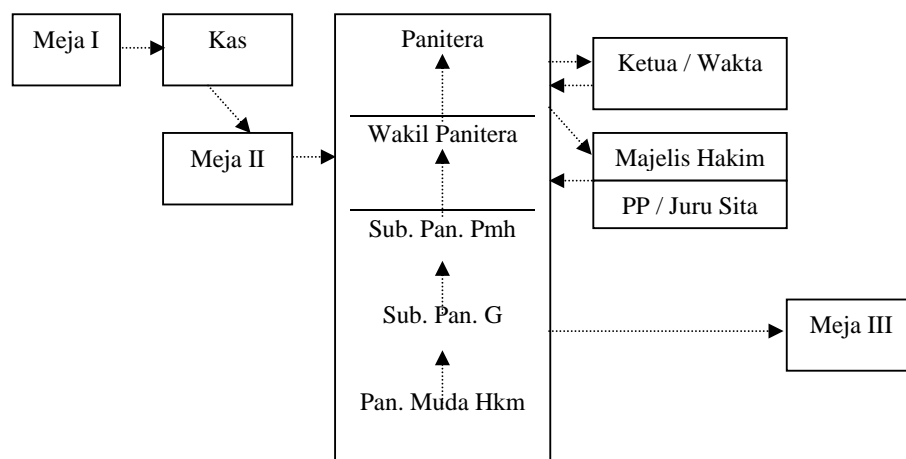 Meja I
Kas
Panitera
Ketua / Wakta
Wakil Panitera
Meja II
Majelis Hakim
PP / Juru Sita
Sub. Pan. Pmh
Sub. Pan. G
Meja III
Pan. Muda Hkm